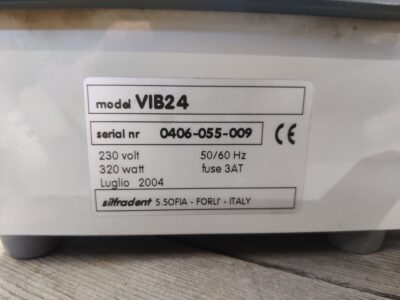 model VIB24
serial nr 0406-055-009 CE
230 volt 50/60 Hz
320 watt fuse 3AT
Luglio 2004
silfradent S.SOFIA - FORLI' - ITALY